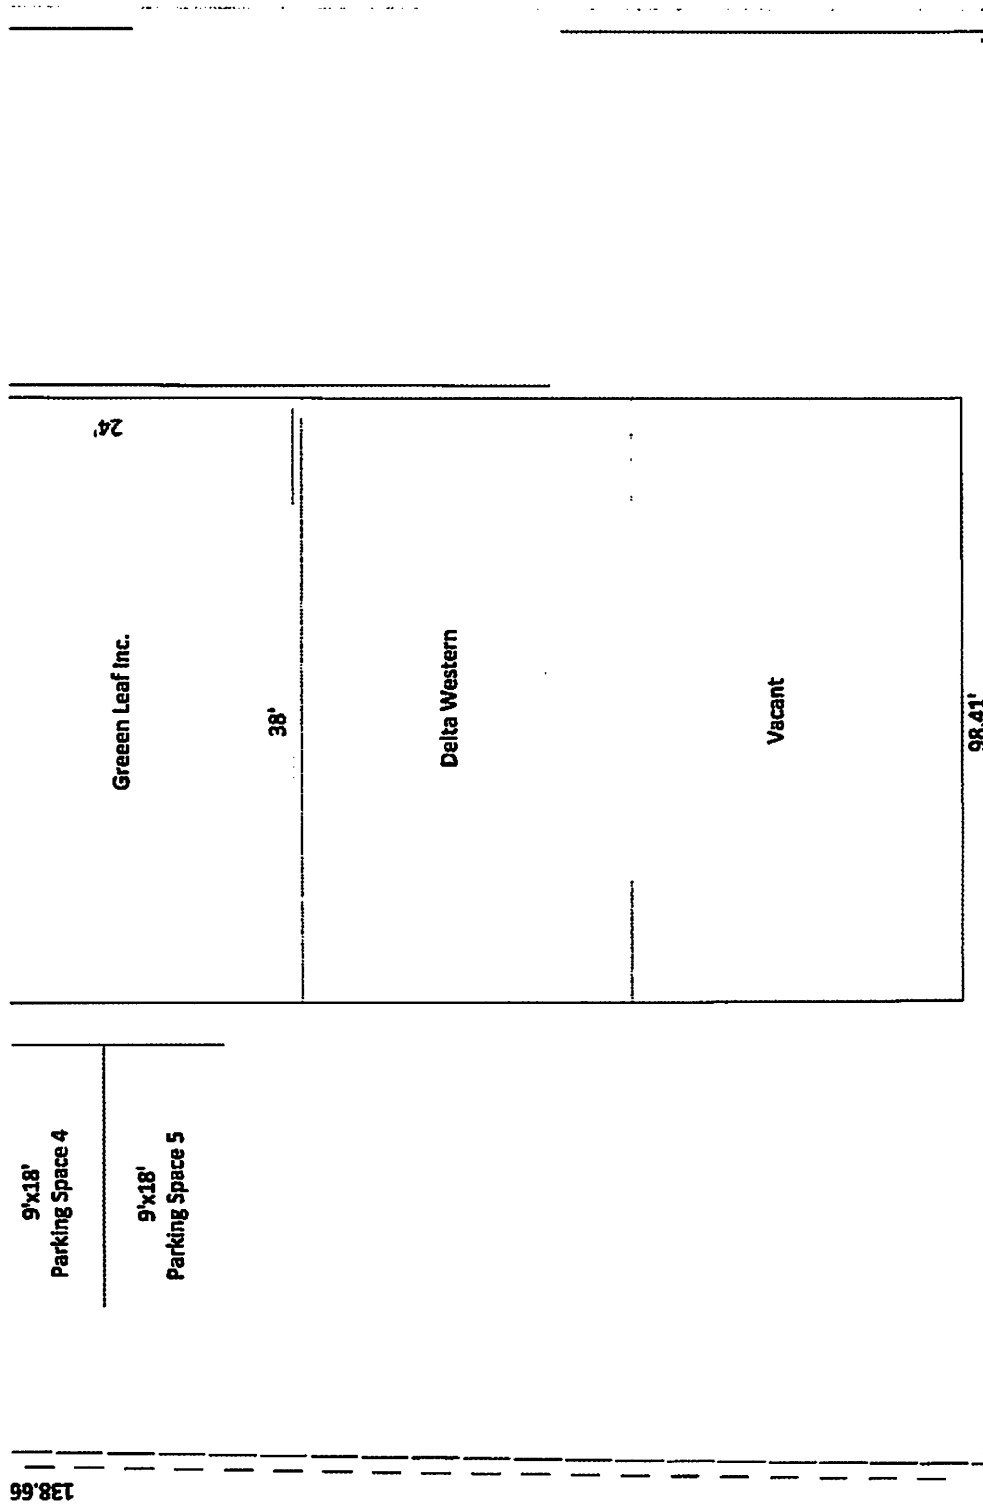 24'
Greeen Leaf Inc.
38'
Delta Western
Vacant
98.41'
9'x18'
Parking Space 4
9'x18'
Parking Space 5
138.66